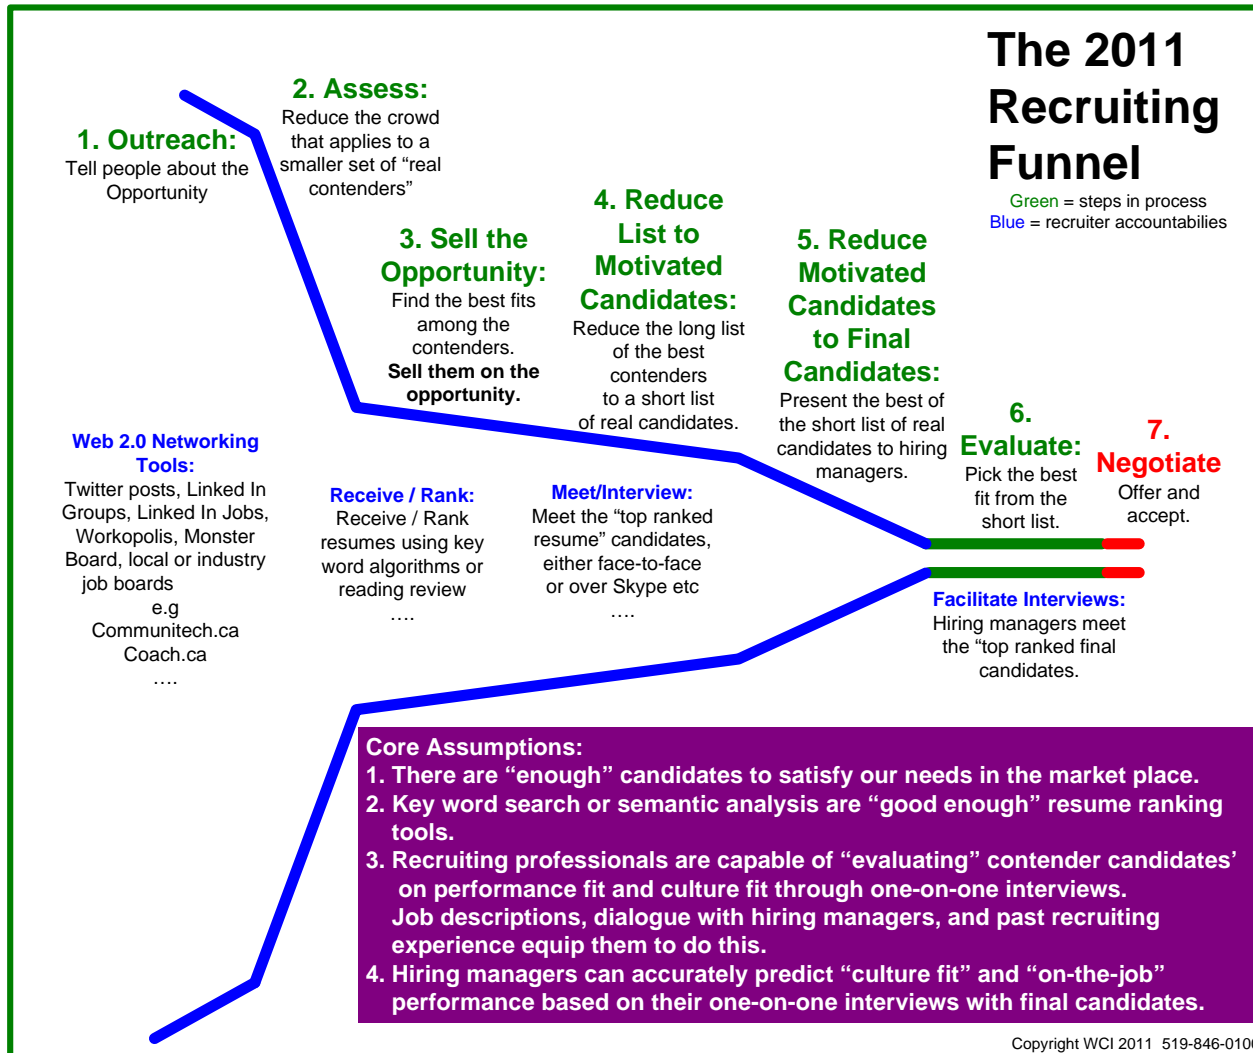 The 2011
Recruiting
Funnel
Green = steps in process
Blue = recruiter accountabilies
1. Outreach:
Tell people about the
Opportunity
2. Assess:
Reduce the crowd
that applies to a
smaller set of “real
contenders”
3. Sell the
Opportunity:
Find the best fits
among the
contenders.
Sell them on the
opportunity.
4. Reduce
List to
Motivated
Candidates:
Reduce the long list
of the best
contenders
to a short list
of real candidates.
5. Reduce
Motivated
Candidates
to Final
Candidates:
Present the best of
the short list of real
candidates to hiring
managers.
6.
Evaluate:
Pick the best
fit from the
short list.
7.
Negotiate
Offer and
accept.
Web 2.0 Networking
Tools:
Twitter posts, Linked In
Groups, Linked In Jobs,
Workopolis, Monster
Board, local or industry
job boards
e.g
Communitech.ca
Coach.ca
….
Receive / Rank:
Receive / Rank
resumes using key
word algorithms or
reading review
….
Meet/Interview:
Meet the “top ranked
resume” candidates,
either face-to-face
or over Skype etc
….
Facilitate Interviews:
Hiring managers meet
the “top ranked final
candidates.
Core Assumptions:
1. There are “enough” candidates to satisfy our needs in the market place.
2. Key word search or semantic analysis are “good enough” resume ranking
tools.
3. Recruiting professionals are capable of “evaluating” contender candidates’
on performance fit and culture fit through one-on-one interviews.
Job descriptions, dialogue with hiring managers, and past recruiting
experience equip them to do this.
4. Hiring managers can accurately predict “culture fit” and “on-the-job”
performance based on their one-on-one interviews with final candidates.
Copyright WCI 2011 519-846-0100